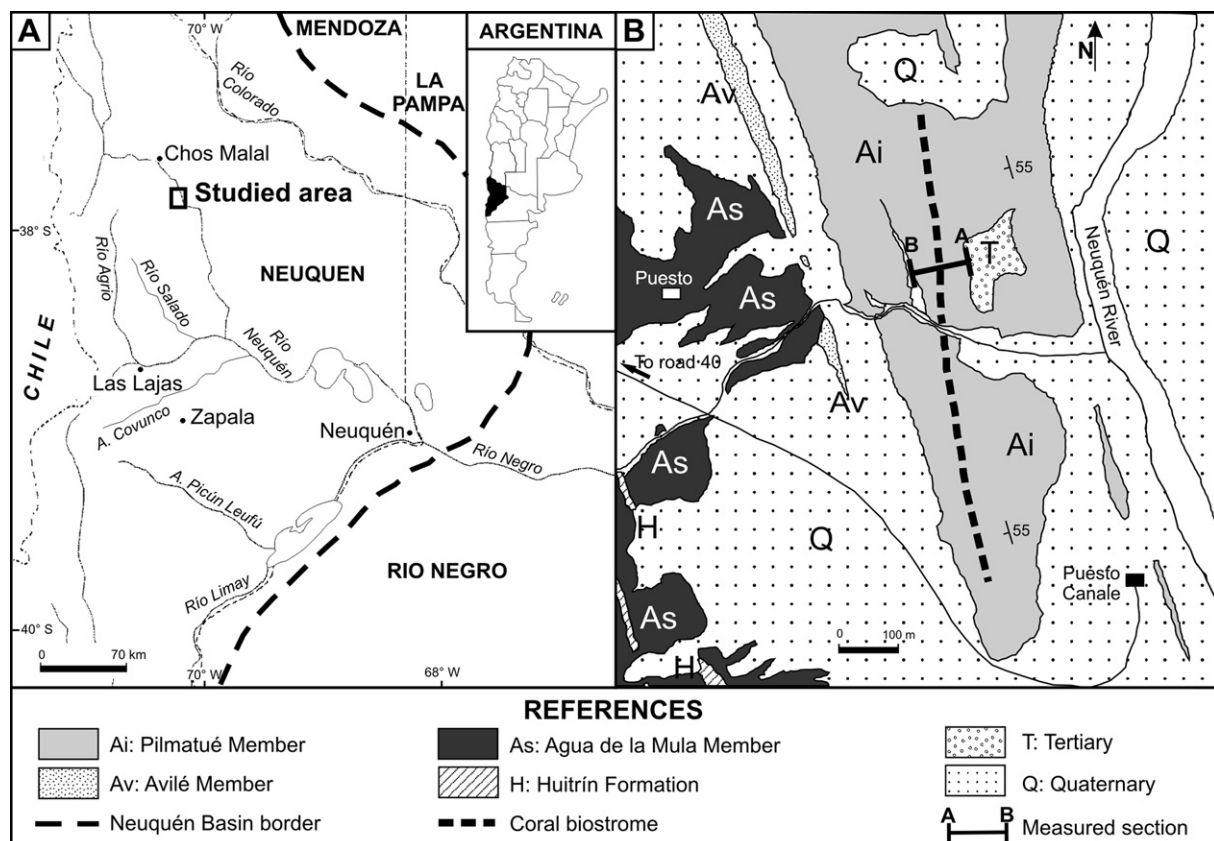 A
70° W
MENDOZA
ARGENTINA
Río
Colorado
LA
PAMPA
Chos Malal
Studied area
38° S
NEUQUEN
Río Agrio
Río Salado
Río
Neuquén
CHILE
Las Lajas
A. Covunco
Zapala
Neuquén
Río Negro
A. Picún Leufú
RIO NEGRO
Río Limay
40° S
0 70 km
70° W
68° W
B
N
Q
Av
Ai
55
As
B
A
T
Q
Puesto
As
Neuquén River
To road 40
Av
As
Ai
H
Q
55
Puesto
Canale
As
0 100 m
H
REFERENCES
Ai: Pilmatué Member
As: Agua de la Mula Member
T: Tertiary
Av: Avilé Member
H: Huitrín Formation
Q: Quaternary
Neuquén Basin border
Coral biostrome
A B
Measured section